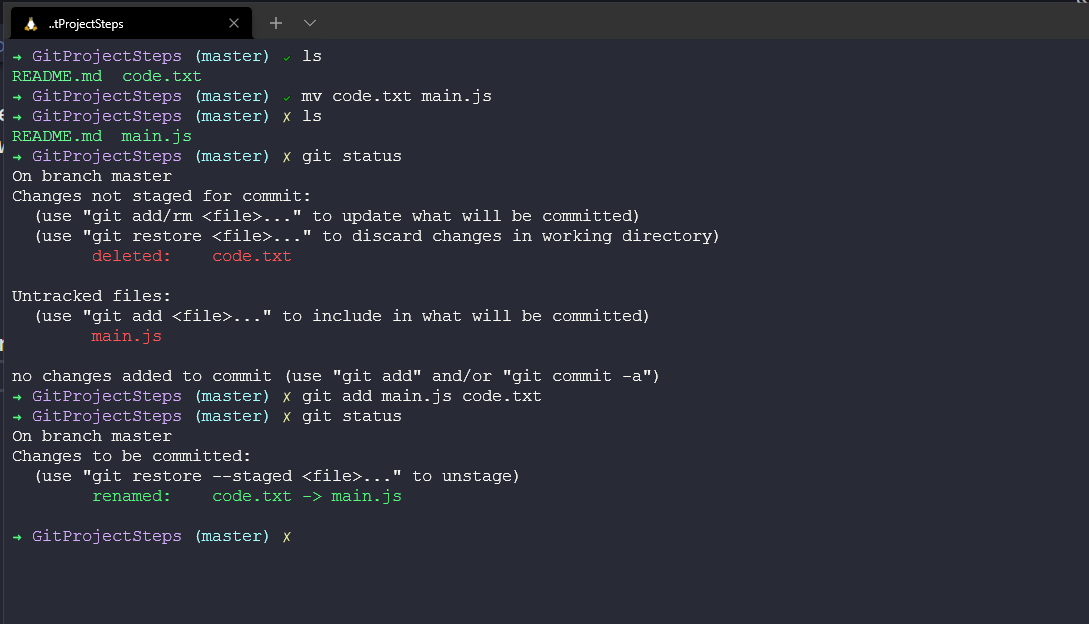 ..tProjectSteps
→ GitProjectSteps (master) ✓ ls
README.md  code.txt
→ GitProjectSteps (master) ✓ mv code.txt main.js
→ GitProjectSteps (master) ✗ ls
README.md  main.js
→ GitProjectSteps (master) ✗ git status
On branch master
Changes not staged for commit:
  (use "git add/rm <file>..." to update what will be committed)
  (use "git restore <file>..." to discard changes in working directory)
        deleted:    code.txt

Untracked files:
  (use "git add <file>..." to include in what will be committed)
        main.js

no changes added to commit (use "git add" and/or "git commit -a")
→ GitProjectSteps (master) ✗ git add main.js code.txt
→ GitProjectSteps (master) ✗ git status
On branch master
Changes to be committed:
  (use "git restore --staged <file>..." to unstage)
        renamed:    code.txt -> main.js

→ GitProjectSteps (master) ✗